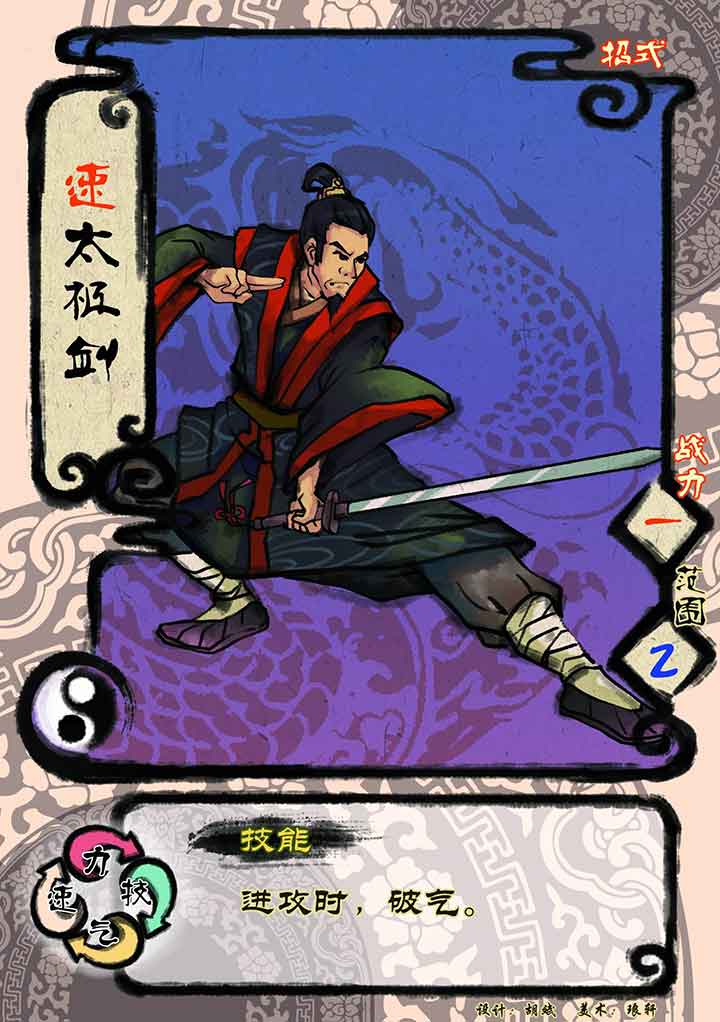 招式
速
太极剑
战力
一
范围
2
力
速 技
气
技能
进攻时，破气。
设计：胡斌 美术：琅轩